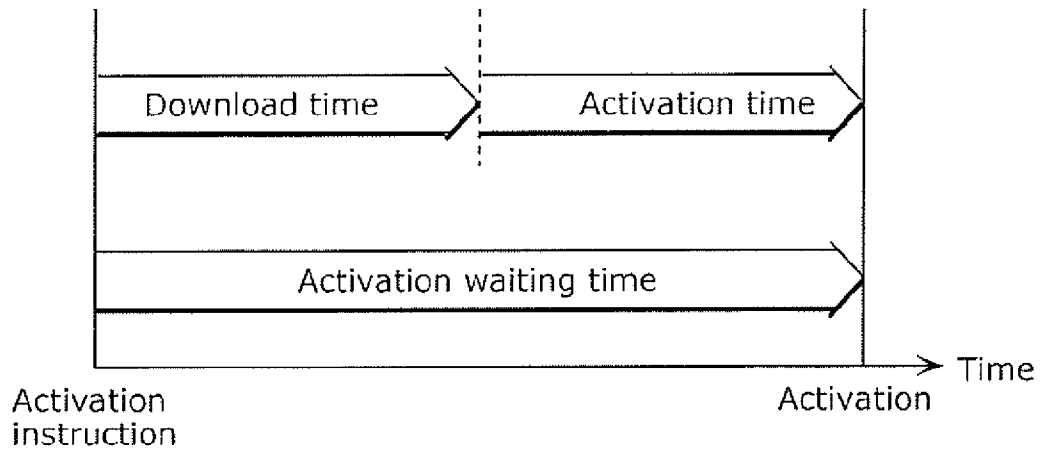 Download time
Activation time
Activation waiting time
Time
Activation
instruction
Activation